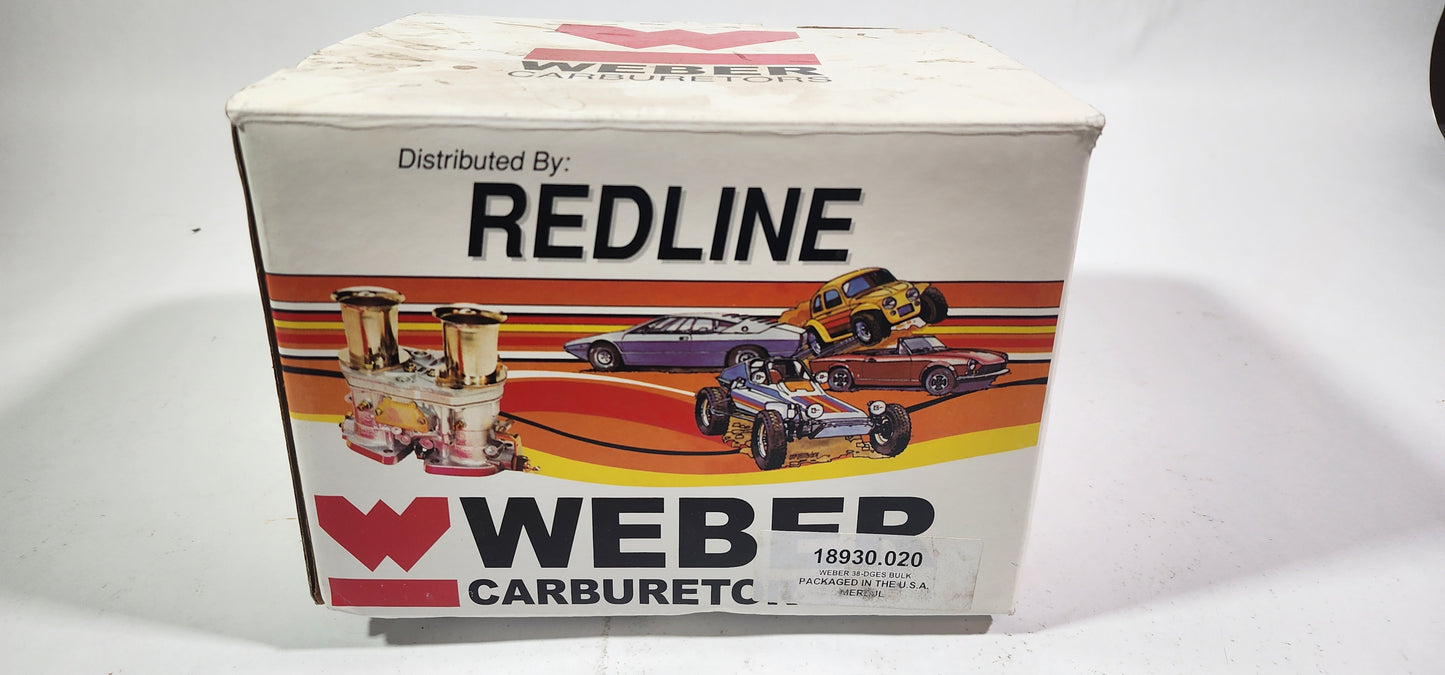 WEBER
CARBURETORS
Distributed By:
REDLINE
WEBER
CARBURETO
18930.020
WEBER 38-DGES BULK
PACKAGED IN THE U.S.A.